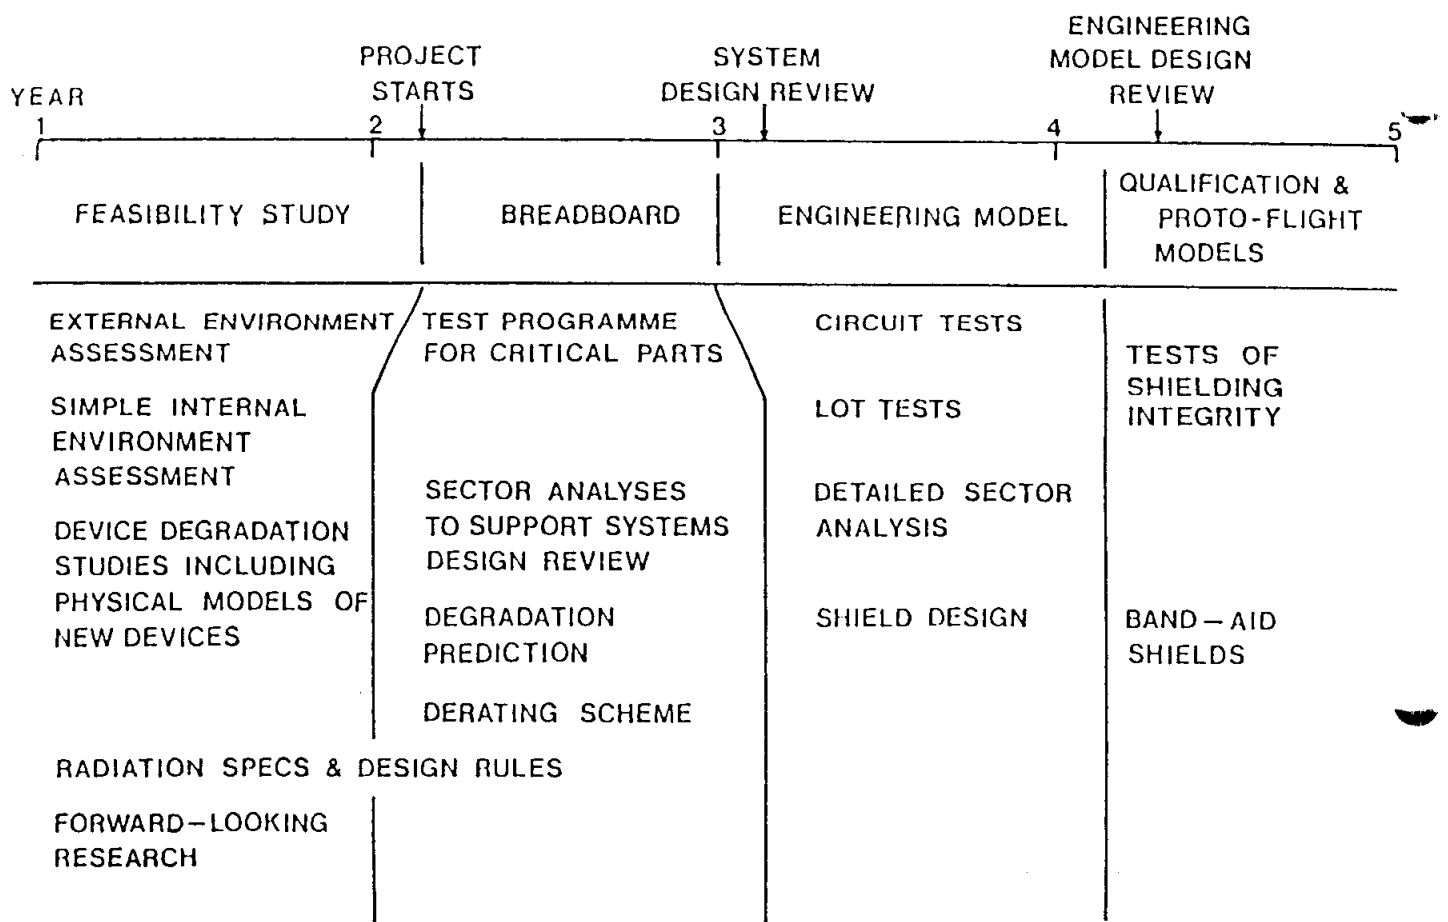 YEAR
PROJECT
STARTS
SYSTEM
DESIGN REVIEW
ENGINEERING
MODEL DESIGN
REVIEW
1 2 3 4 5
FEASIBILITY STUDY
BREADBOARD
ENGINEERING MODEL
QUALIFICATION &
PROTO-FLIGHT
MODELS
EXTERNAL ENVIRONMENT
ASSESSMENT
SIMPLE INTERNAL
ENVIRONMENT
ASSESSMENT
DEVICE DEGRADATION
STUDIES INCLUDING
PHYSICAL MODELS OF
NEW DEVICES
RADIATION SPECS & DESIGN RULES
FORWARD-LOOKING
RESEARCH
TEST PROGRAMME
FOR CRITICAL PARTS
SECTOR ANALYSES
TO SUPPORT SYSTEMS
DESIGN REVIEW
DEGRADATION
PREDICTION
DERATING SCHEME
CIRCUIT TESTS
LOT TESTS
DETAILED SECTOR
ANALYSIS
SHIELD DESIGN
TESTS OF
SHIELDING
INTEGRITY
BAND-AID
SHIELDS